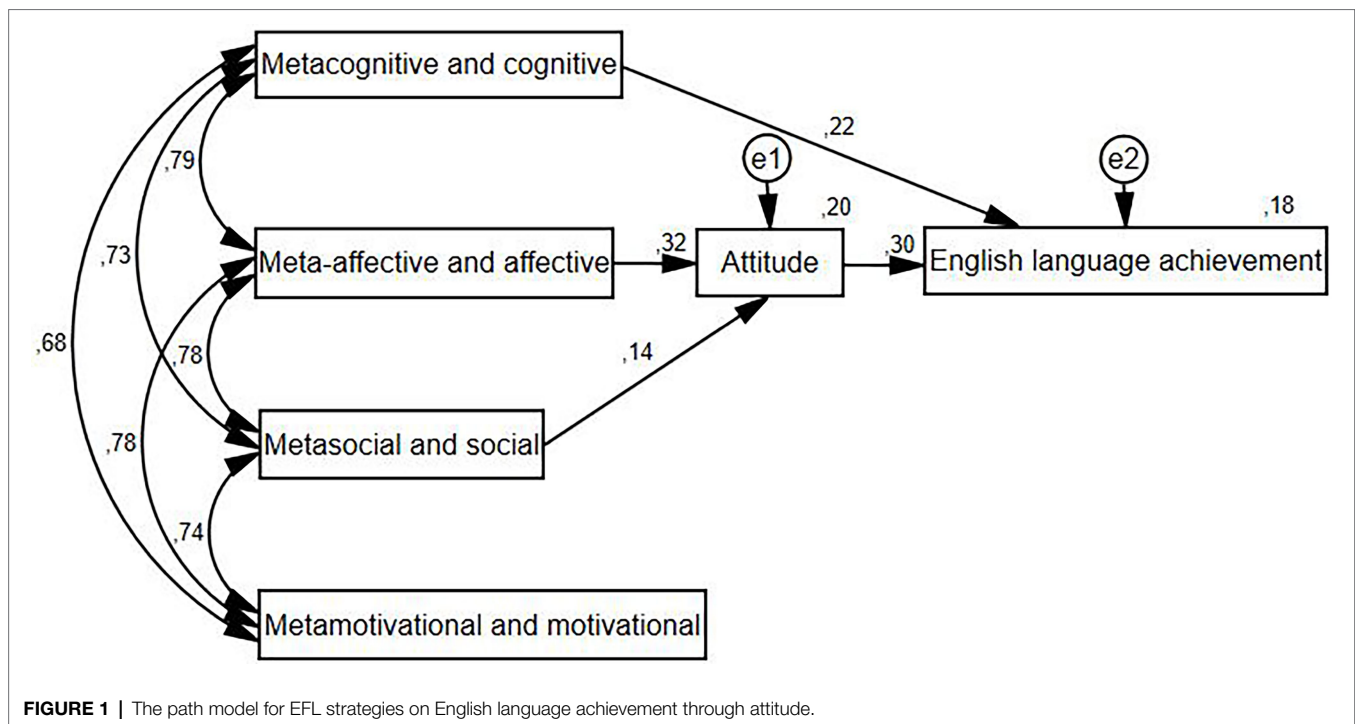 Metacognitive and cognitive
,22
e1
e2
,79
,20
,18
,73
Meta-affective and affective
,32
Attitude
,30
English language achievement
,68
,78
,14
,78
Metasocial and social
,74
Metamotivational and motivational
FIGURE 1 | The path model for EFL strategies on English language achievement through attitude.